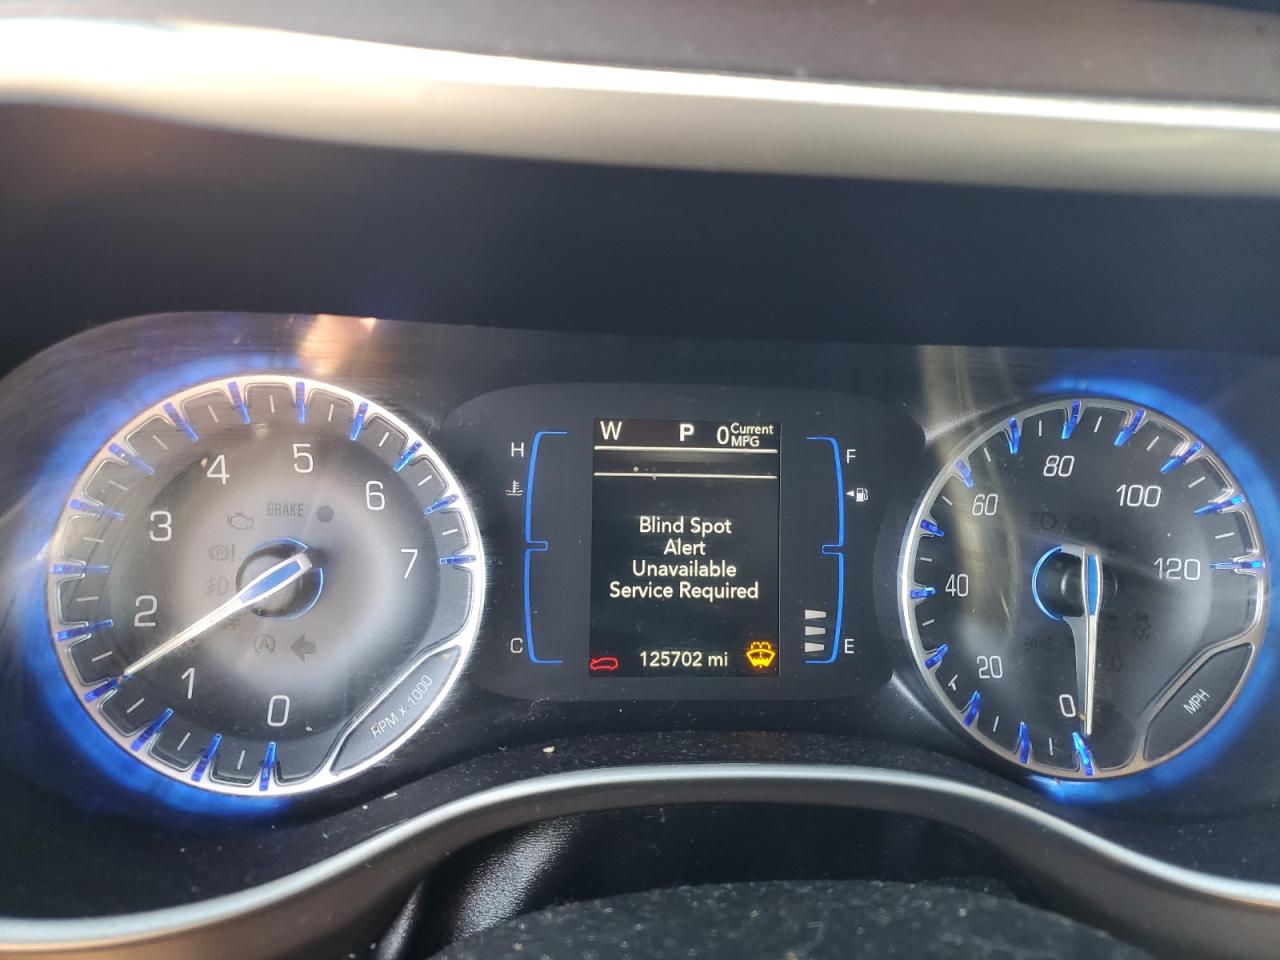 W P 0 Current MPG
Blind Spot
Alert
Unavailable
Service Required
125702 mi
H
C
F
E
0
1
2
3
4
5
6
7
BRAKE
(P)!
(A)
RPM x 1000
0
20
40
60
80
100
120
MPH